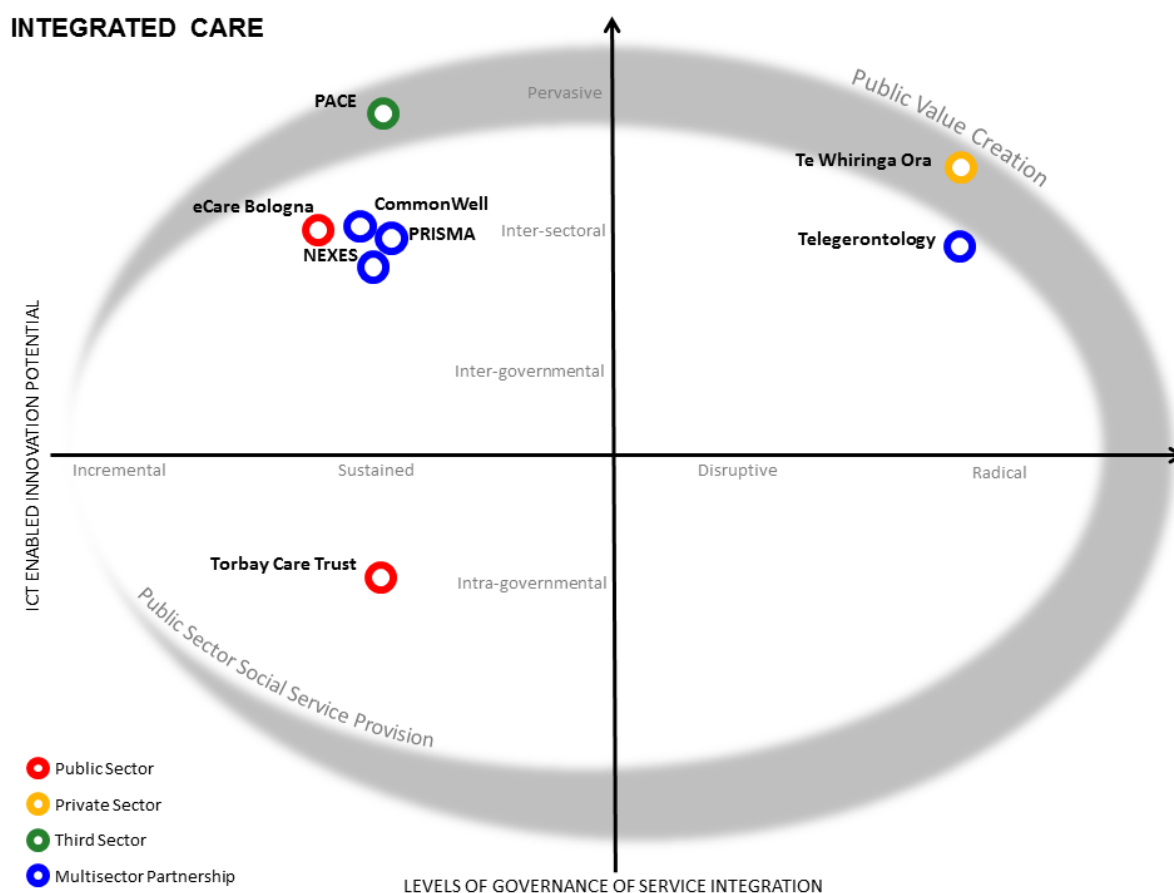 INTEGRATED CARE
Public Value Creation
Pervasive
PACE
Te Whiringa Ora
eCare Bologna
CommonWell
PRISMA
Inter-sectoral
Telegerontology
NEXES
Inter-governmental
ICT ENABLED INNOVATION POTENTIAL
Incremental
Sustained
Disruptive
Radical
Torbay Care Trust
Intra-governmental
Public Sector Social Service Provision
Public Sector
Private Sector
Third Sector
Multisector Partnership
LEVELS OF GOVERNANCE OF SERVICE INTEGRATION